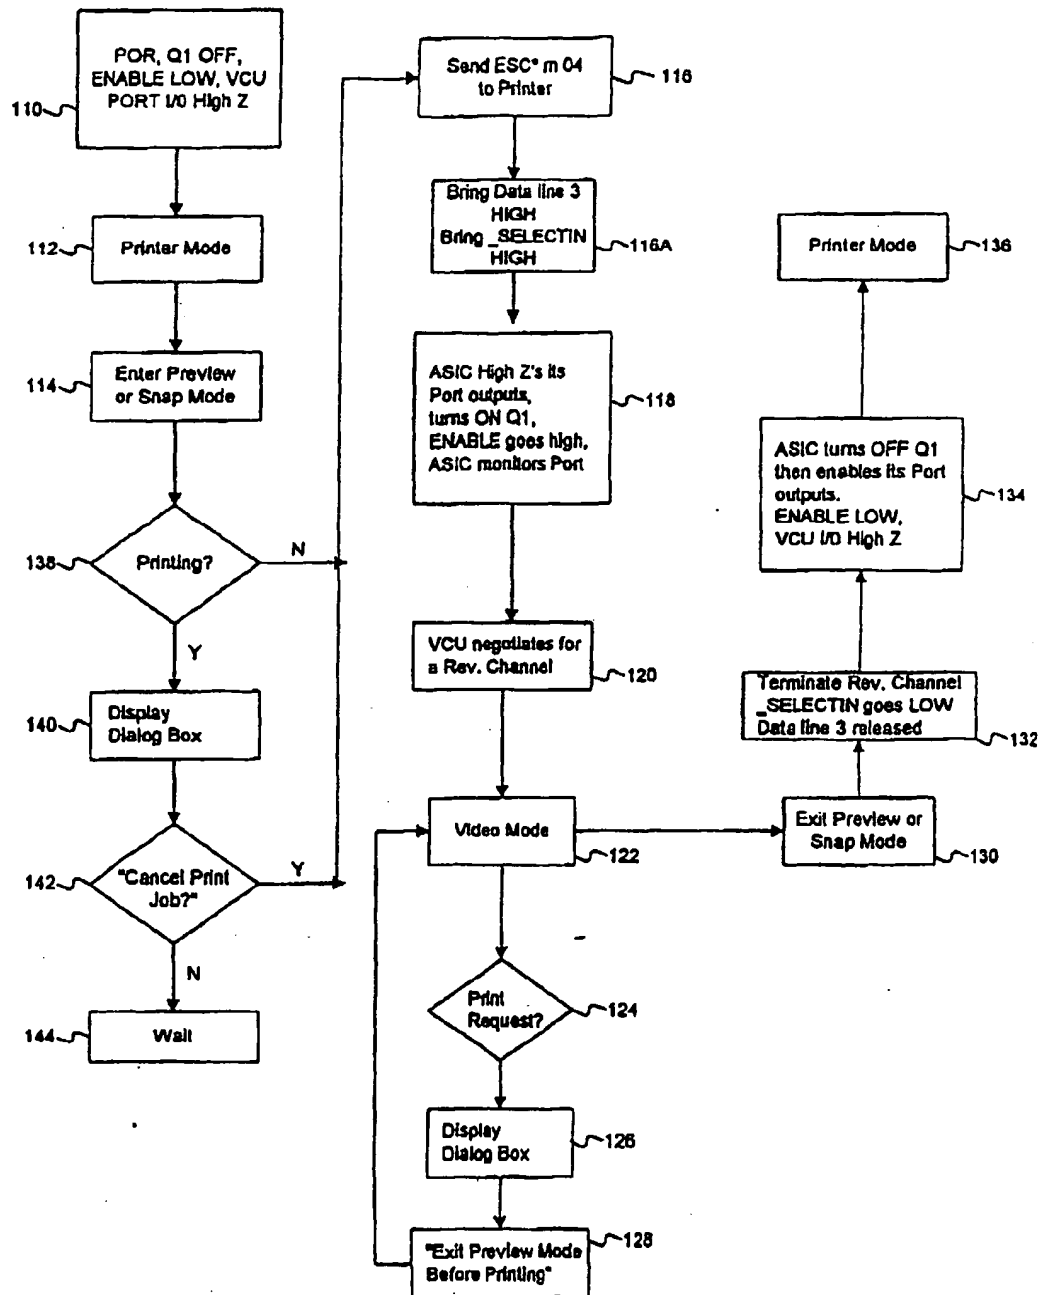 POR, Q1 OFF,
ENABLE LOW, VCU
PORT I/0 High Z
110
Printer Mode
112
Enter Preview
or Snap Mode
114
Printing?
138
N
Y
Display
Dialog Box
140
"Cancel Print
Job?"
142
Y
N
Wait
144
Send ESC* m 04
to Printer
116
Bring Data line 3
HIGH
Bring _SELECTIN
HIGH
116A
ASIC High Z's its
Port outputs,
turns ON Q1,
ENABLE goes high,
ASIC monitors Port
118
VCU negotiates for
a Rev. Channel
120
Video Mode
122
Print
Request?
124
Display
Dialog Box
126
"Exit Preview Mode
Before Printing"
128
Printer Mode
136
ASIC turns OFF Q1
then enables its Port
outputs.
ENABLE LOW,
VCU I/0 High Z
134
Terminate Rev. Channel
_SELECTIN goes LOW
Data line 3 released
132
Exit Preview or
Snap Mode
130